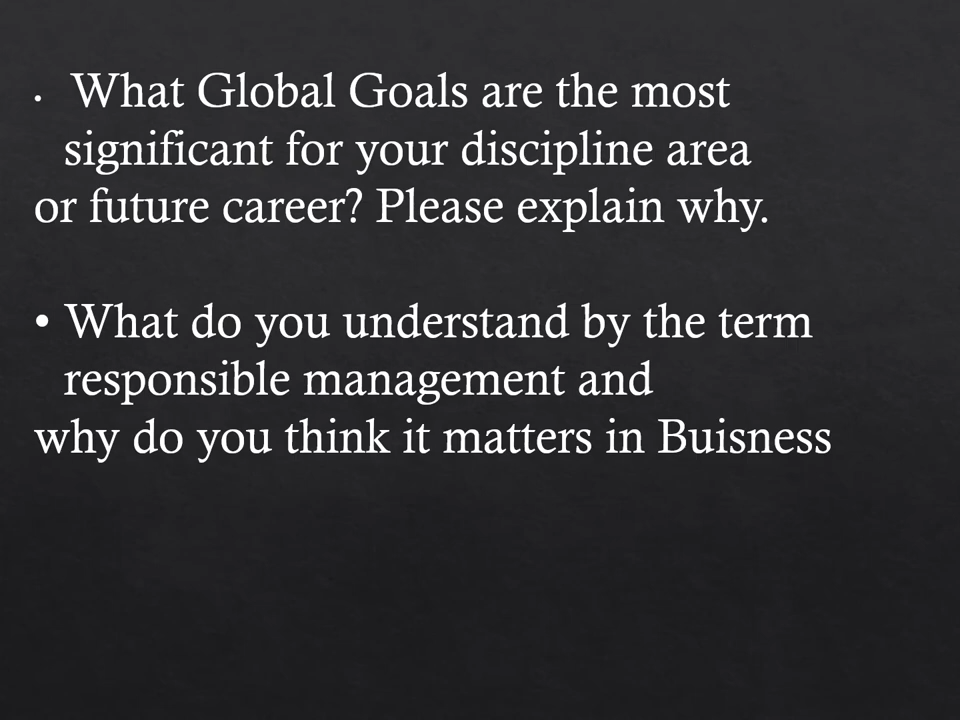 • What Global Goals are the most
significant for your discipline area
or future career? Please explain why.
• What do you understand by the term
responsible management and
why do you think it matters in Buisness